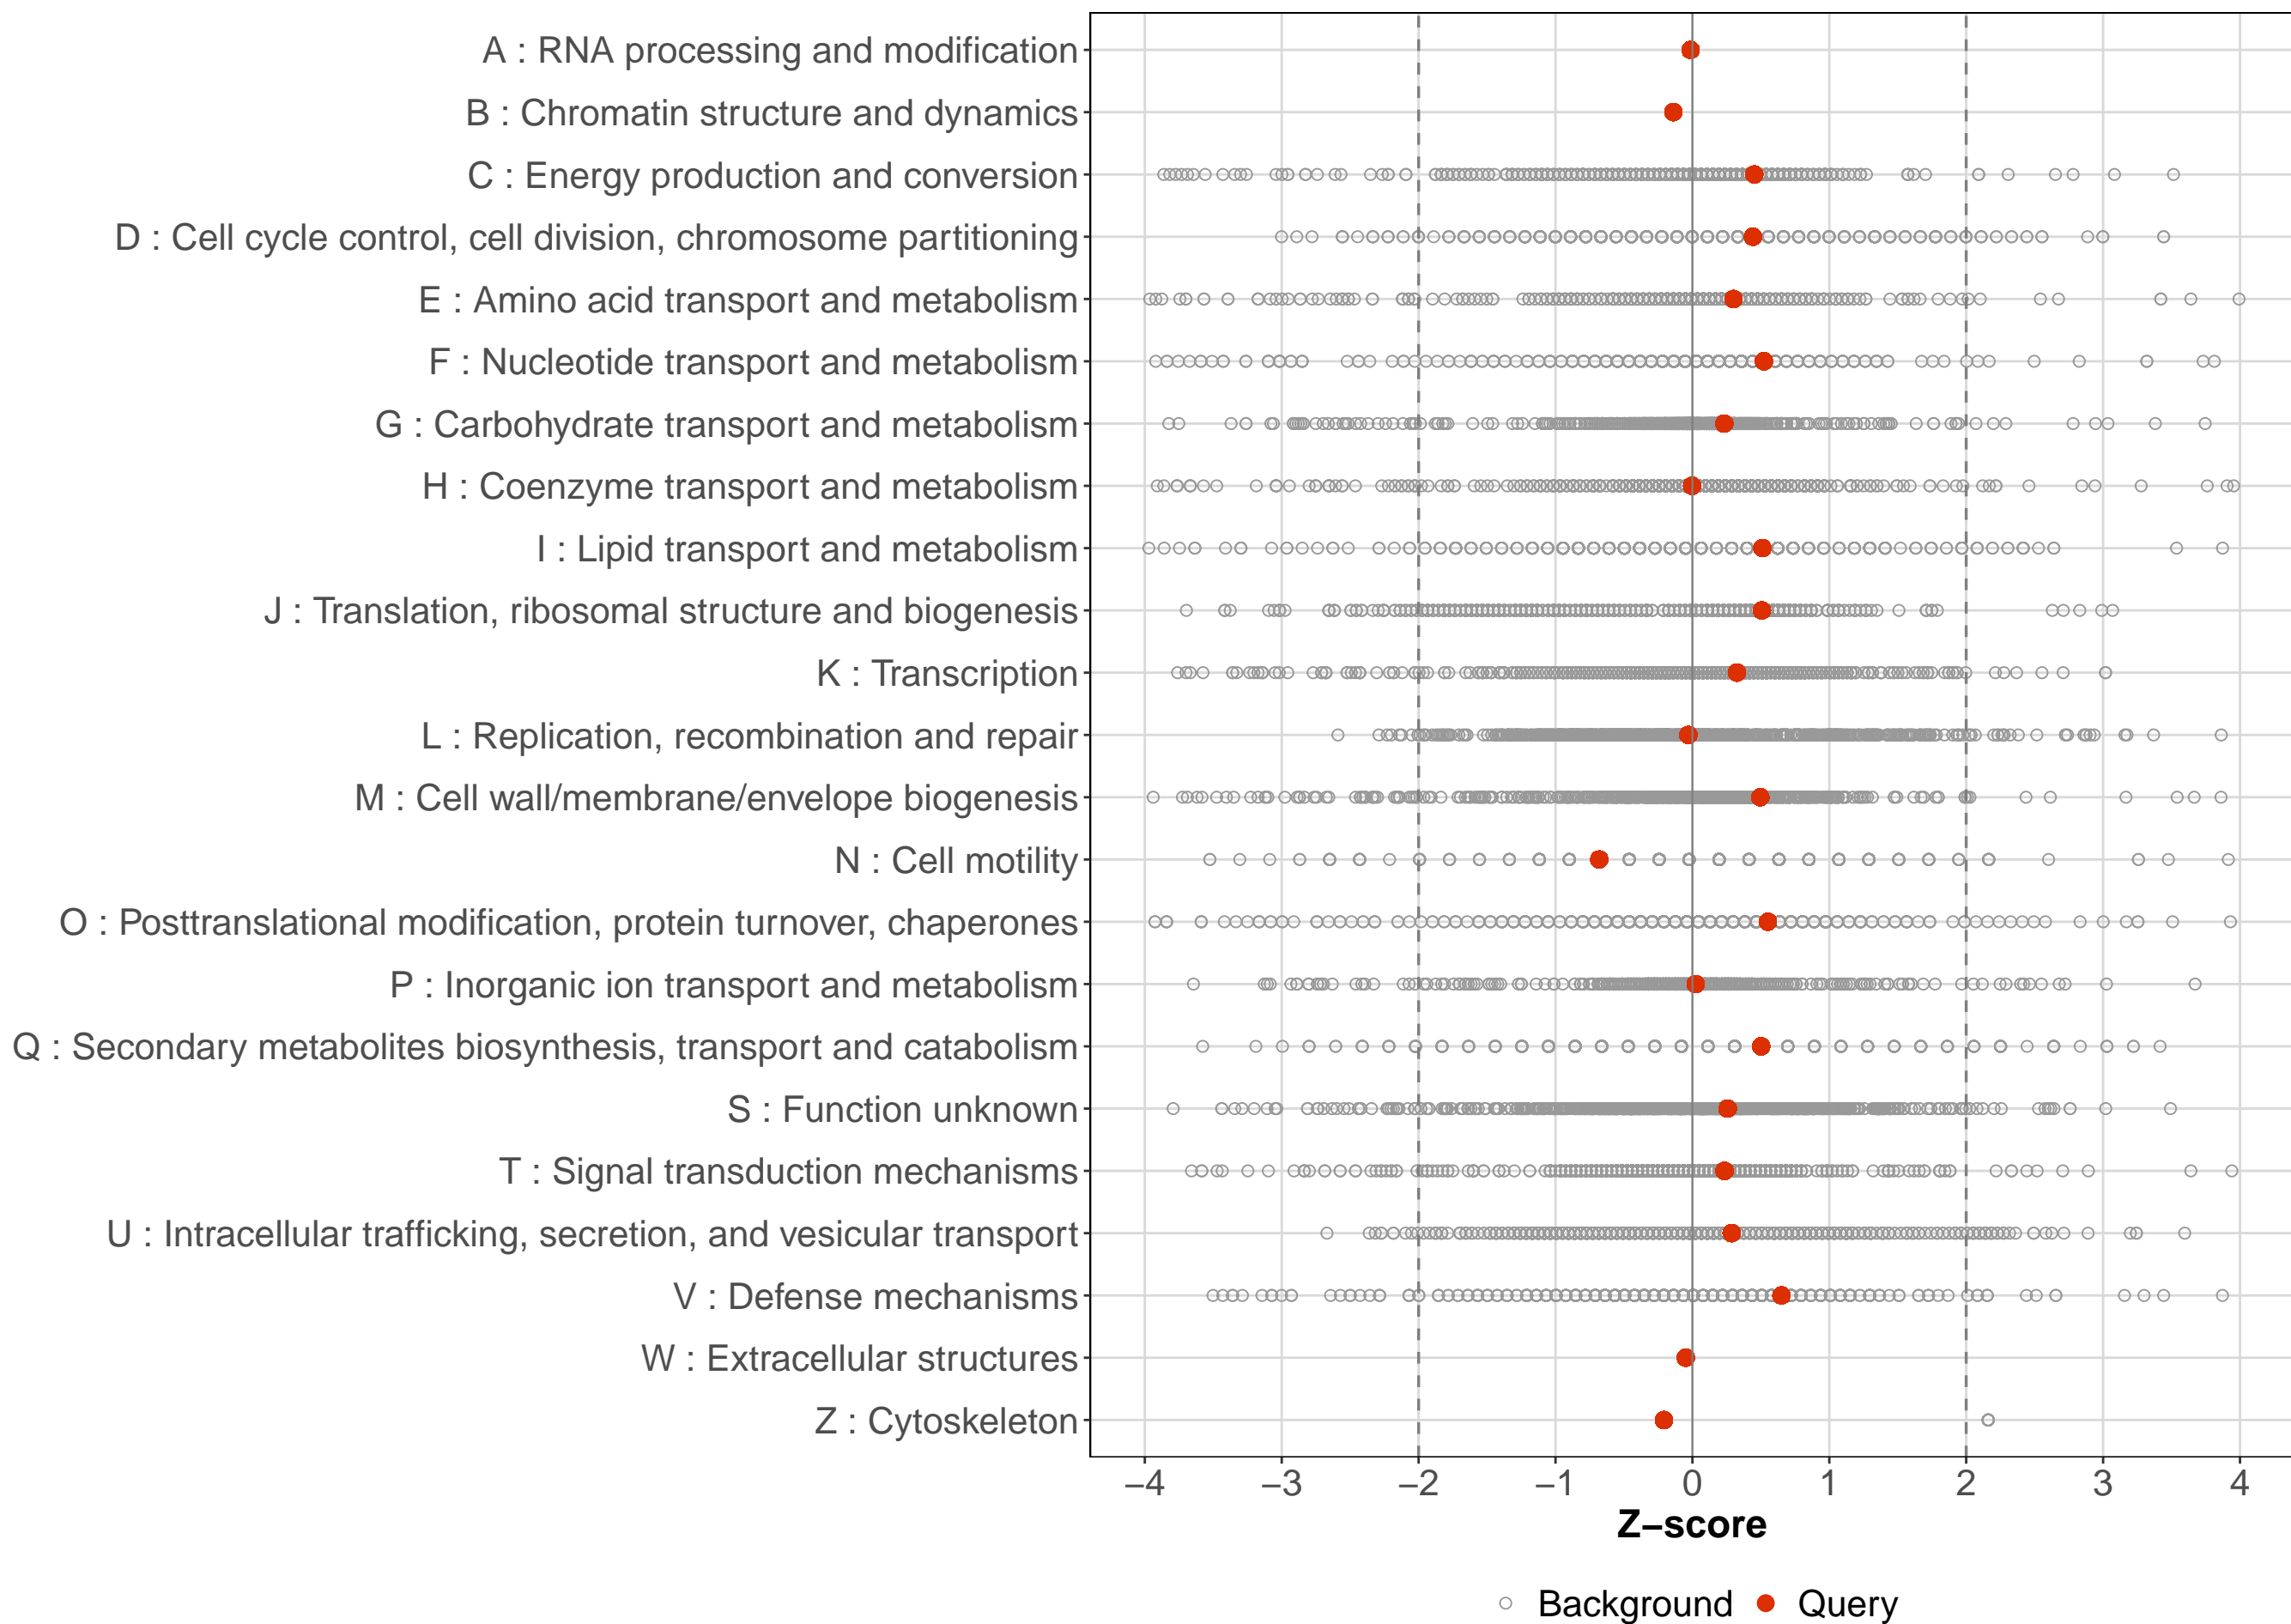 A : RNA processing and modification
B : Chromatin structure and dynamics
C : Energy production and conversion
D : Cell cycle control, cell division, chromosome partitioning
E : Amino acid transport and metabolism
F : Nucleotide transport and metabolism
G : Carbohydrate transport and metabolism
H : Coenzyme transport and metabolism
I : Lipid transport and metabolism
J : Translation, ribosomal structure and biogenesis
K : Transcription
L : Replication, recombination and repair
M : Cell wall/membrane/envelope biogenesis
N : Cell motility
O : Posttranslational modification, protein turnover, chaperones
P : Inorganic ion transport and metabolism
Q : Secondary metabolites biosynthesis, transport and catabolism
S : Function unknown
T : Signal transduction mechanisms
U : Intracellular trafficking, secretion, and vesicular transport
V : Defense mechanisms
W : Extracellular structures
Z : Cytoskeleton
−4 −3 −2 −1 0 1 2 3 4
Z−score
Background Query